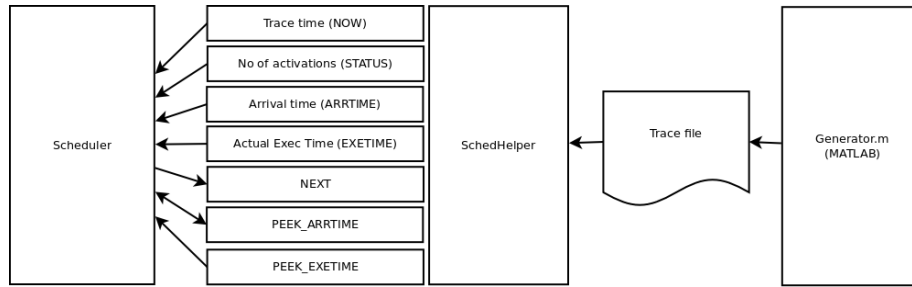 Scheduler
Trace time (NOW)
No of activations (STATUS)
Arrival time (ARRTIME)
Actual Exec Time (EXETIME)
NEXT
PEEK_ARRTIME
PEEK_EXETIME
SchedHelper
Trace file
Generator.m
(MATLAB)